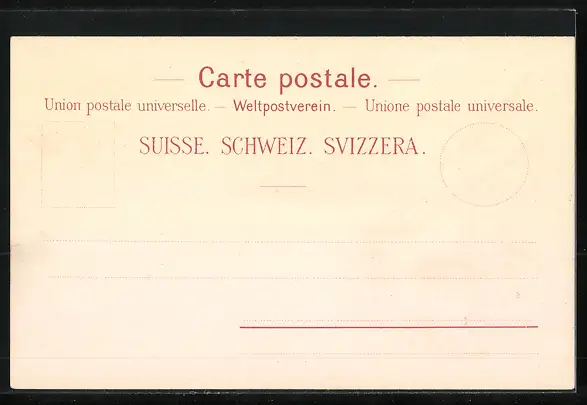 — Carte postale. —
Union postale universelle. — Weltpostverein. — Unione postale universale.
SUISSE. SCHWEIZ. SVIZZERA.